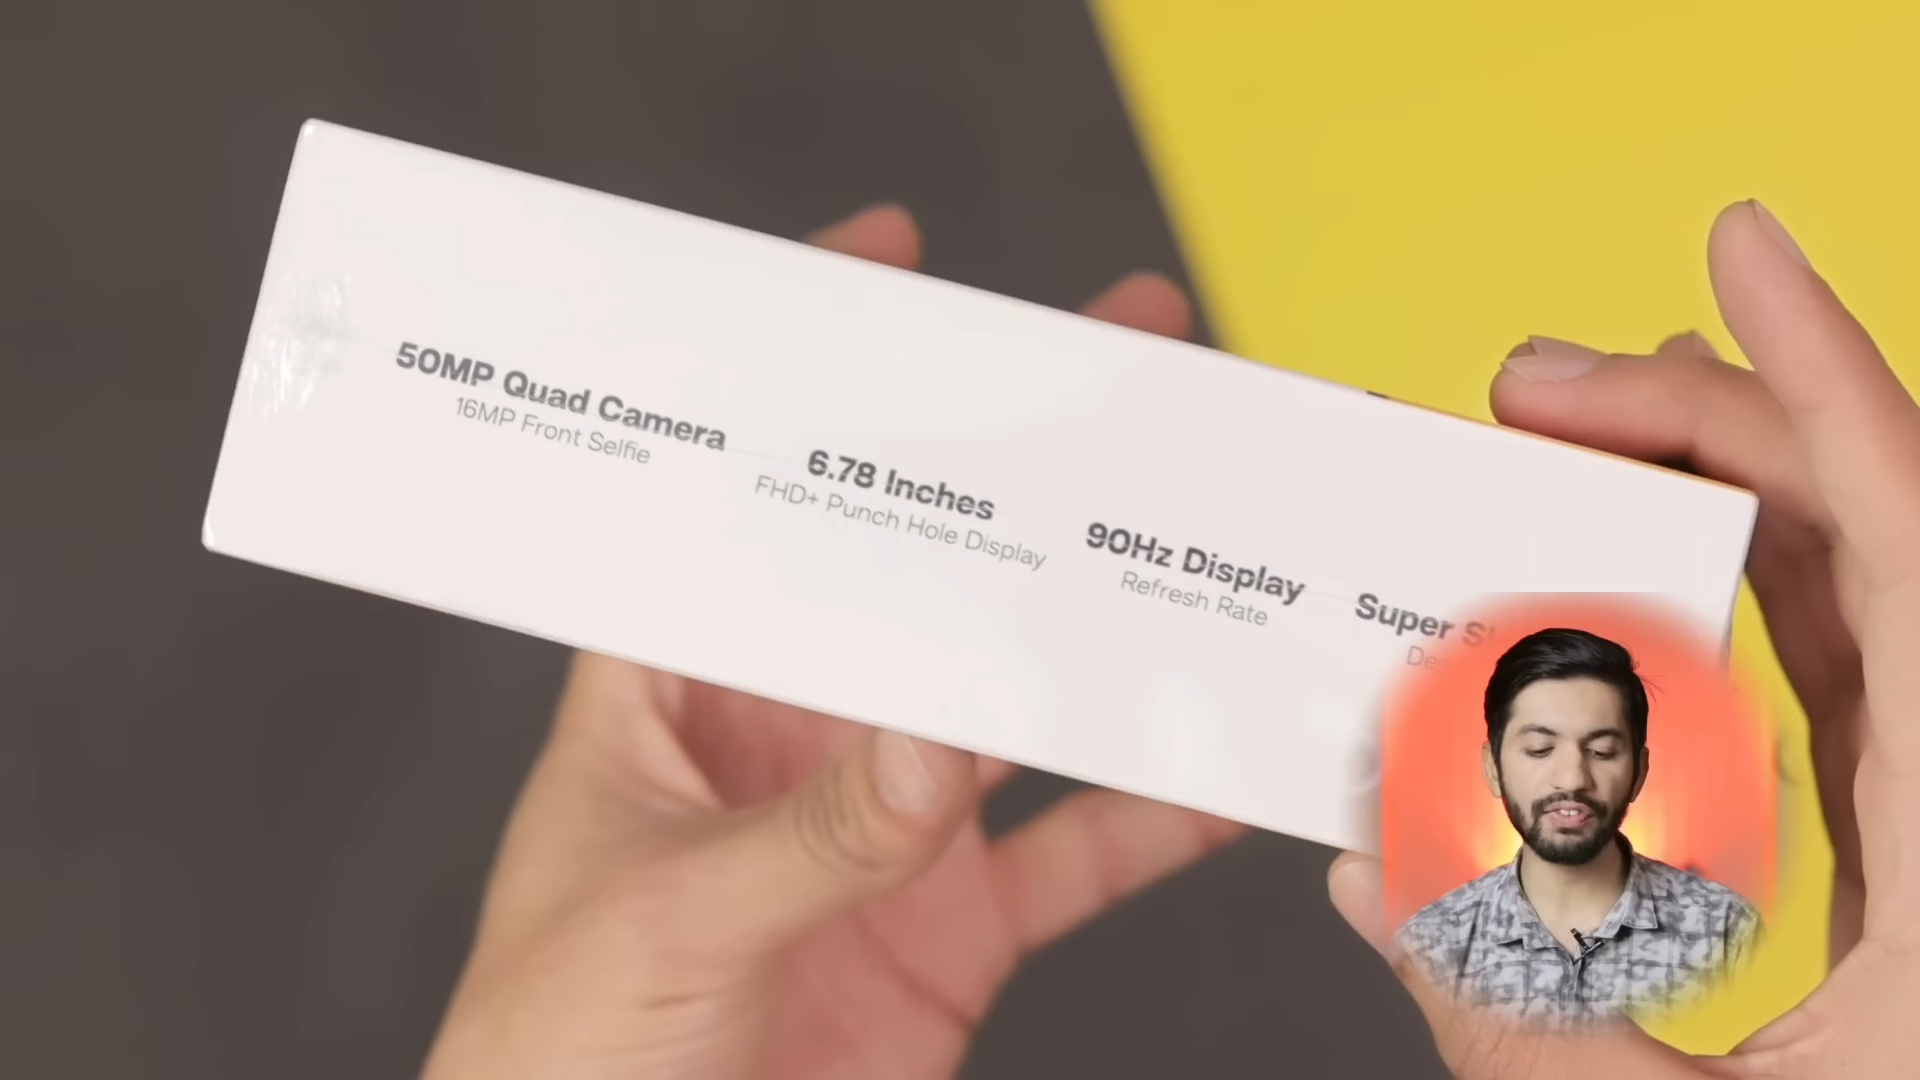 50MP Quad Camera
16MP Front Selfie
6.78 Inches
FHD+ Punch Hole Display
90Hz Display
Refresh Rate
Super